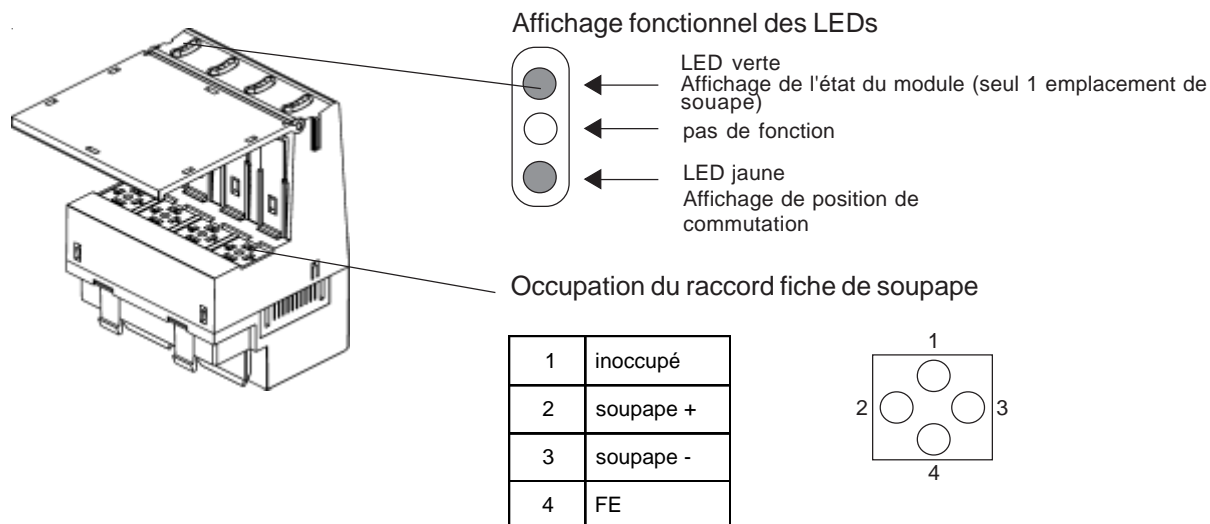 Affichage fonctionnel des LEDs
LED verte
Affichage de l'état du module (seul 1 emplacement de
souape)
pas de fonction
LED jaune
Affichage de position de
commutation
Occupation du raccord fiche de soupape
1 inoccupé
2 soupape +
3 soupape -
4 FE
1
2 3
4